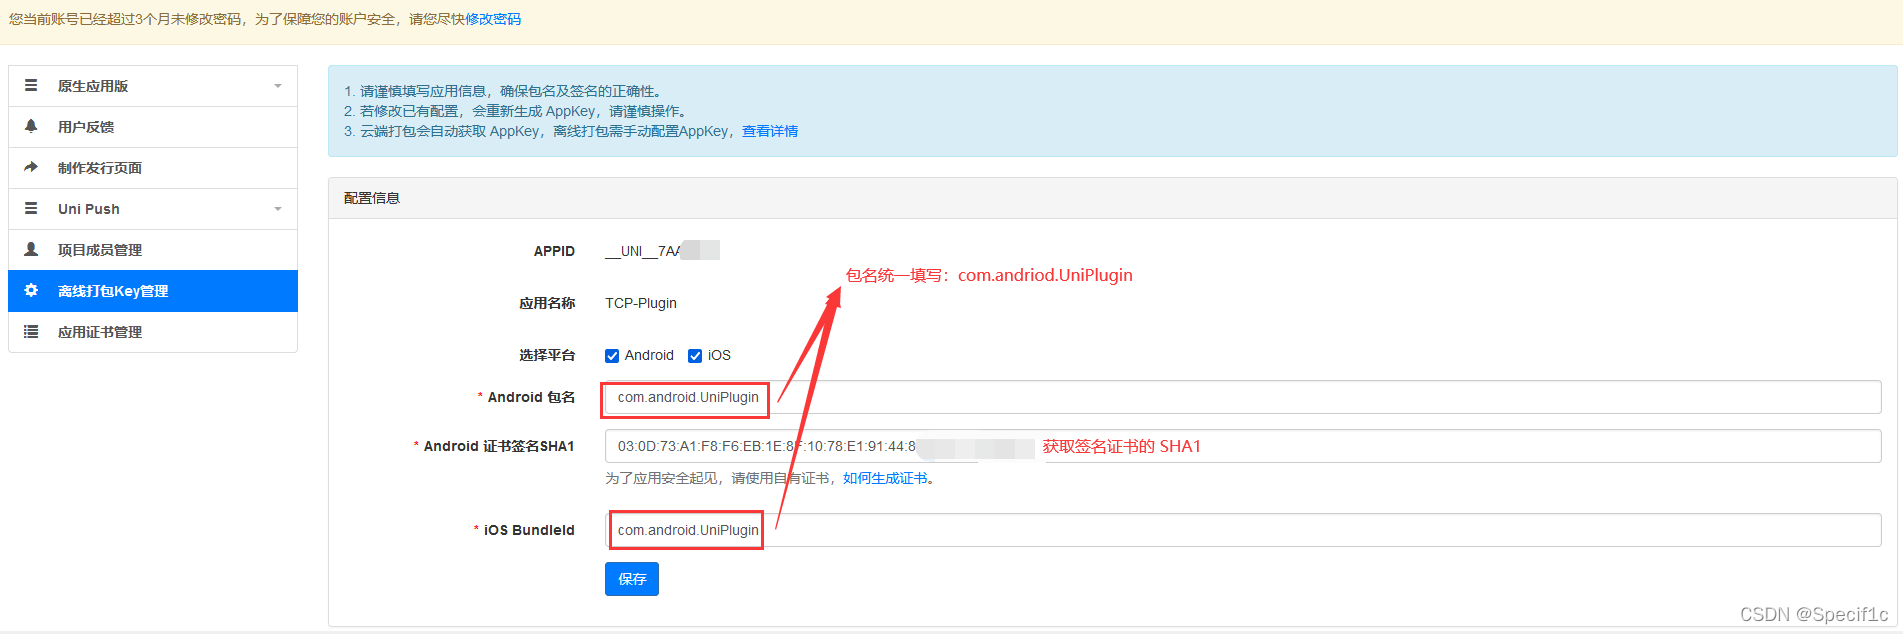 您当前账号已经超过3个月未修改密码，为了保障您的账户安全，请您尽快修改密码
原生应用版
用户反馈
制作发行页面
Uni Push
项目成员管理
离线打包Key管理
应用证书管理
1. 请谨慎填写应用信息，确保包名及签名的正确性。
2. 若修改已有配置，会重新生成 AppKey，请谨慎操作。
3. 云端打包会自动获取 AppKey，离线打包需手动配置AppKey，查看详情
配置信息
APPID __UNI__7AA
包名统一填写：com.andriod.UniPlugin
应用名称 TCP-Plugin
选择平台 Android iOS
* Android 包名 com.android.UniPlugin
* Android 证书签名SHA1 03:0D:73:A1:F8:F6:EB:1E:8F:10:78:E1:91:44:8 获取签名证书的 SHA1
为了应用安全起见，请使用自有证书，如何生成证书。
* iOS BundleId com.android.UniPlugin
保存
CSDN @Specif1c